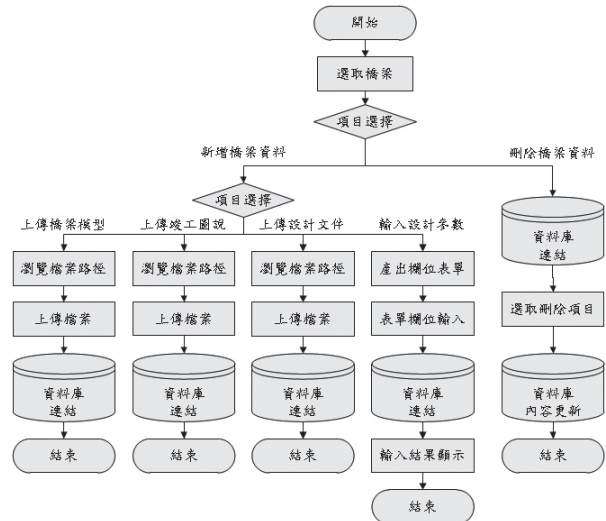 開始
選取橋梁
項目選擇
新增橋梁資料
刪除橋梁資料
項目選擇
上傳橋梁模型
上傳竣工圖說
上傳設計文件
輸入設計參數
資料庫
連結
瀏覽檔案路徑
瀏覽檔案路徑
瀏覽檔案路徑
產出欄位表單
選取刪除項目
上傳檔案
上傳檔案
上傳檔案
表單欄位輸入
資料庫
連結
資料庫
連結
資料庫
連結
資料庫
連結
資料庫
內容更新
結束
結束
結束
輸入結果顯示
結束
結束